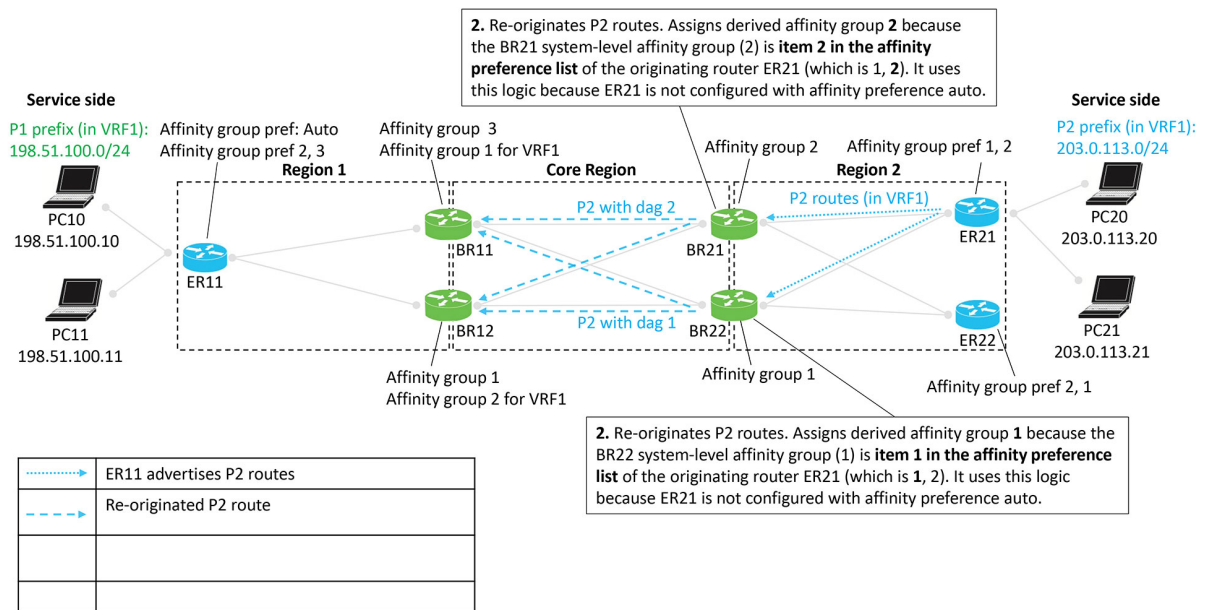 2. Re-originates P2 routes. Assigns derived affinity group 2 because
the BR21 system-level affinity group (2) is item 2 in the affinity
preference list of the originating router ER21 (which is 1, 2). It uses
this logic because ER21 is not configured with affinity preference auto.
Service side
P1 prefix (in VRF1):
198.51.100.0/24
Affinity group pref: Auto
Affinity group pref 2, 3
Affinity group 3
Affinity group 1 for VRF1
Affinity group 2
Affinity group pref 1, 2
Service side
P2 prefix (in VRF1):
203.0.113.0/24
Region 1
Core Region
Region 2
PC10
198.51.100.10
ER11
PC11
198.51.100.11
BR11
BR12
P2 with dag 2
P2 with dag 1
BR21
BR22
P2 routes (in VRF1)
ER21
ER22
PC20
203.0.113.20
PC21
203.0.113.21
Affinity group 1
Affinity group 2 for VRF1
Affinity group 1
Affinity group pref 2, 1
2. Re-originates P2 routes. Assigns derived affinity group 1 because the
BR22 system-level affinity group (1) is item 1 in the affinity preference
list of the originating router ER21 (which is 1, 2). It uses this logic
because ER21 is not configured with affinity preference auto.
ER11 advertises P2 routes
Re-originated P2 route